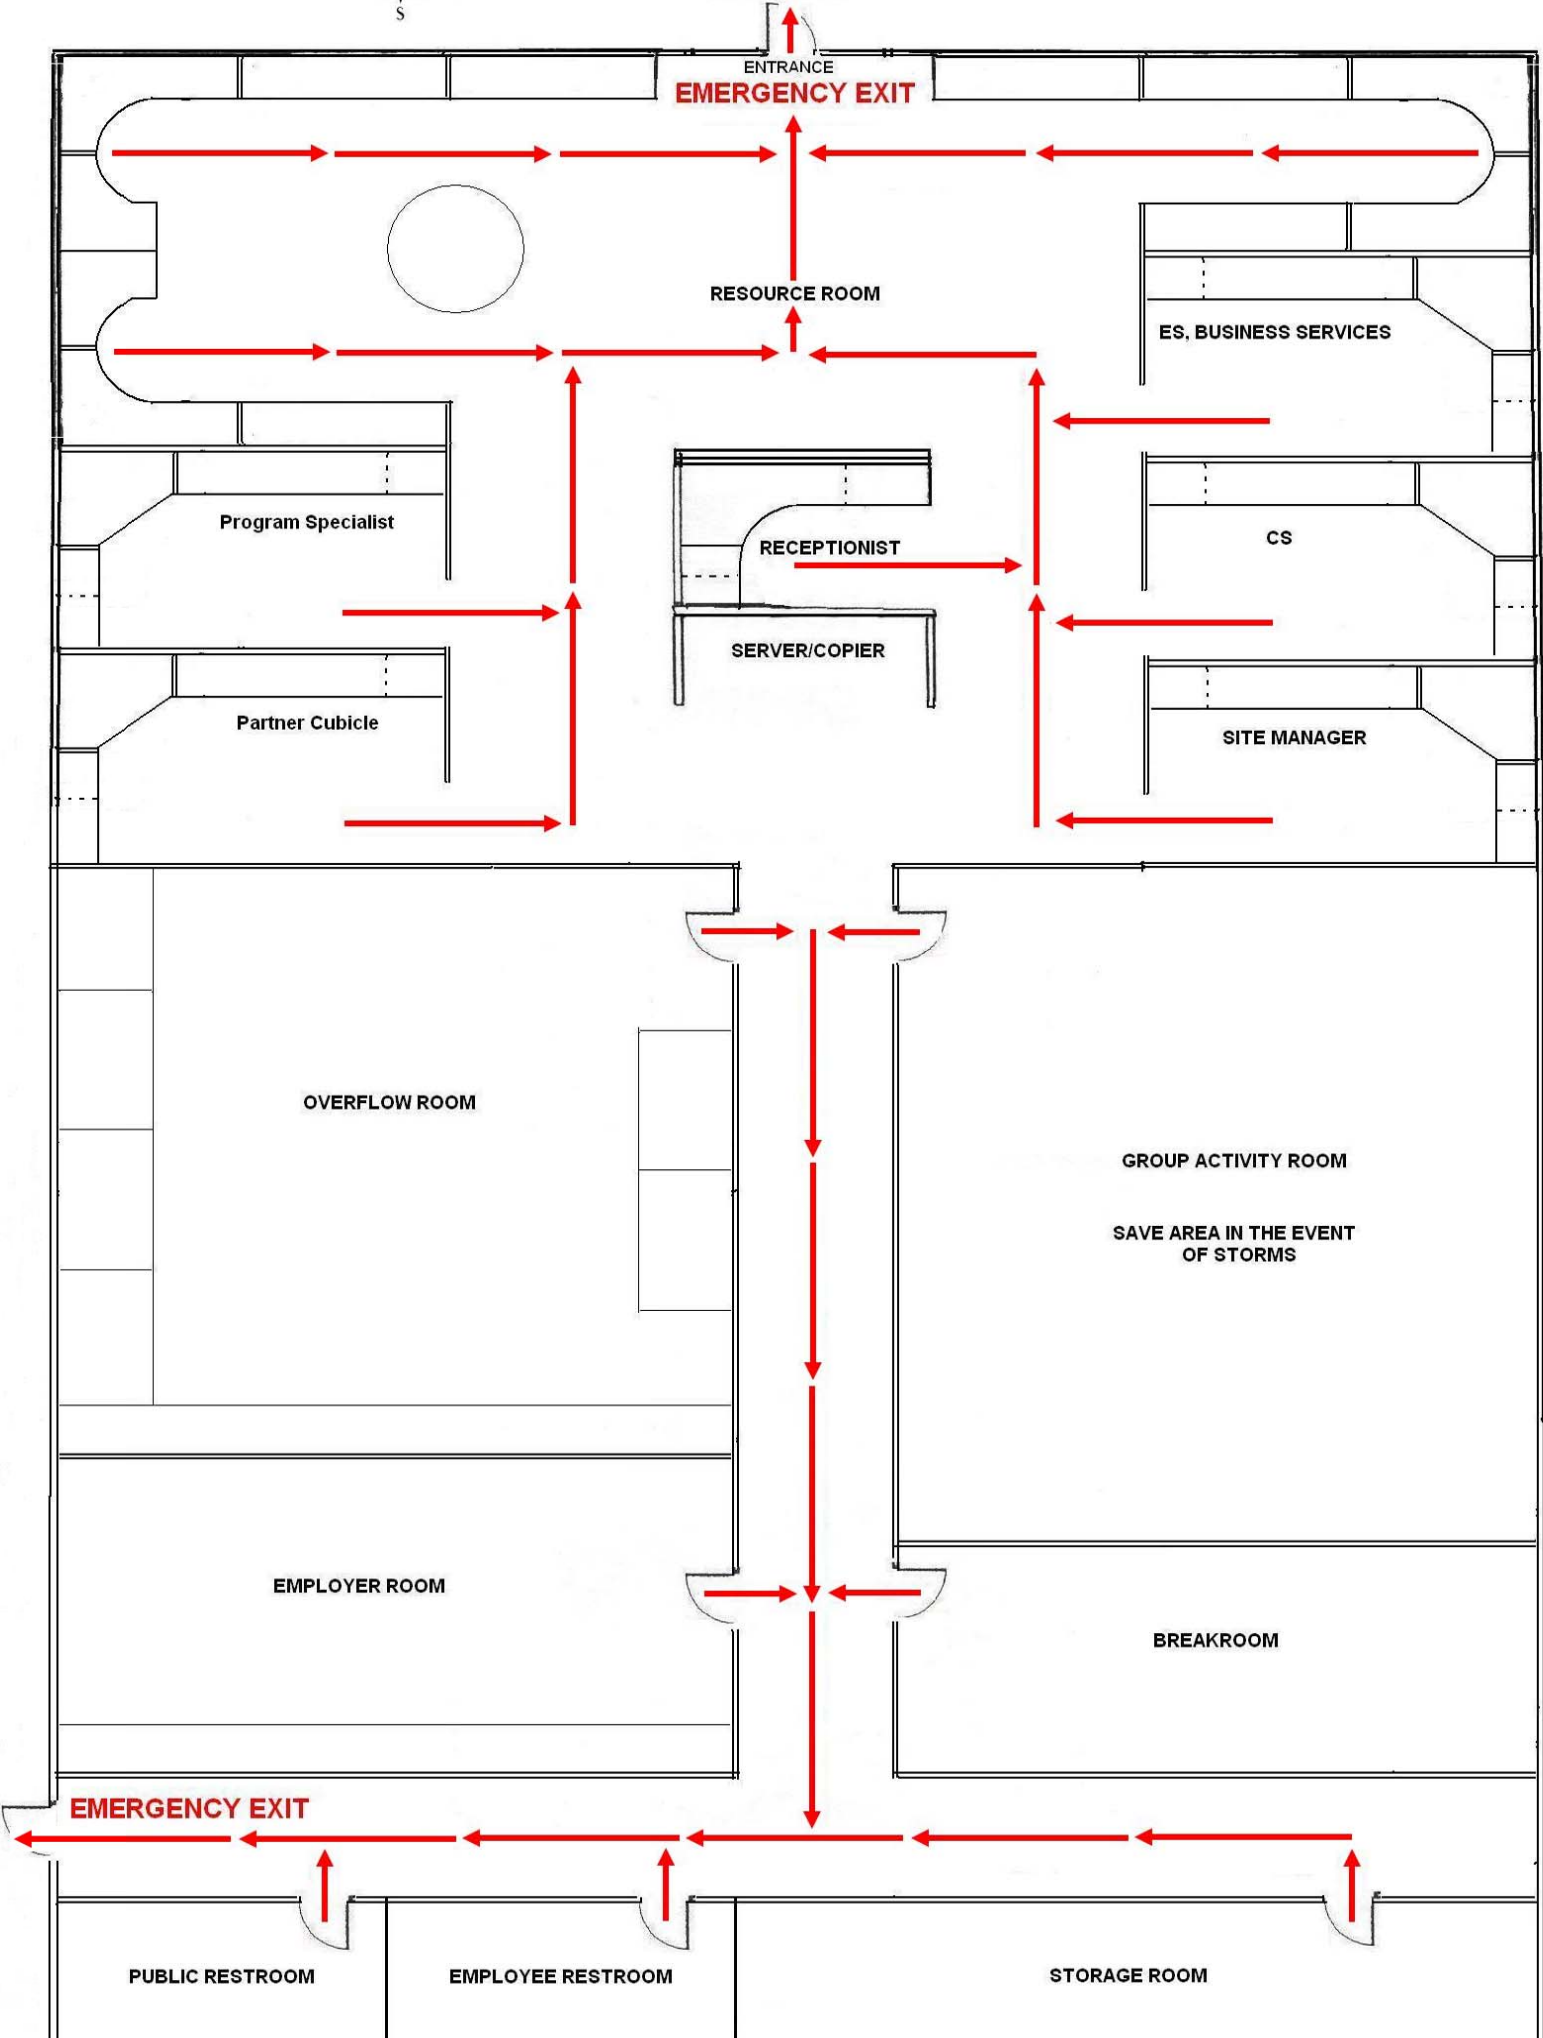 S
ENTRANCE
EMERGENCY EXIT
RESOURCE ROOM
ES, BUSINESS SERVICES
Program Specialist
RECEPTIONIST
CS
SERVER/COPIER
Partner Cubicle
SITE MANAGER
OVERFLOW ROOM
GROUP ACTIVITY ROOM
SAVE AREA IN THE EVENT
OF STORMS
EMPLOYER ROOM
BREAKROOM
EMERGENCY EXIT
PUBLIC RESTROOM
EMPLOYEE RESTROOM
STORAGE ROOM